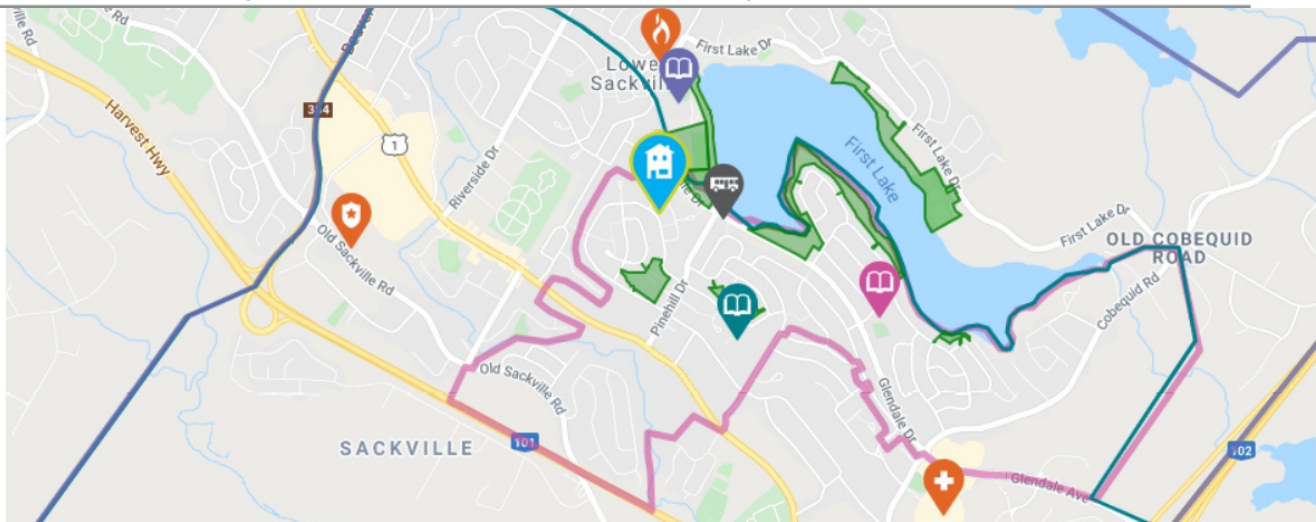 Rd
ville Rd
Beaver
First Lake Dr
Lower
Sackville
354
Harvest Hwy
1
Riverside Dr
First Lake Dr
First Lake
Old Sackville Rd
First Lake Dr
OLD COBEQUID
ROAD
Cobequid Rd
Pinehill Dr
Old Sackville Rd
Glendale Dr
SACKVILLE
101
102
Glendale Ave